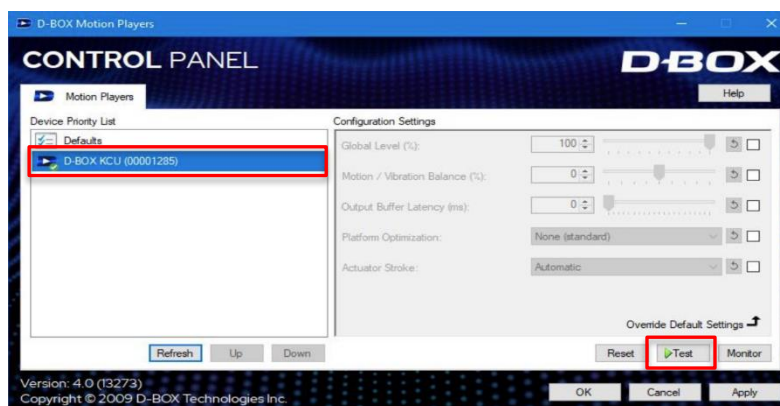 D-BOX Motion Players
CONTROL PANEL
D-BOX
Motion Players
Help
Device Priority List
Configuration Settings
Defaults
D-BOX KCU (00001285)
Global Level (%):
100
Motion / Vibration Balance (%):
0
Output Buffer Latency (ms):
0
Platform Optimization:
None (standard)
Actuator Stroke:
Automatic
Override Default Settings
Refresh
Up
Down
Reset
Test
Monitor
Version: 4.0 (13273)
Copyright © 2009 D-BOX Technologies Inc.
OK
Cancel
Apply